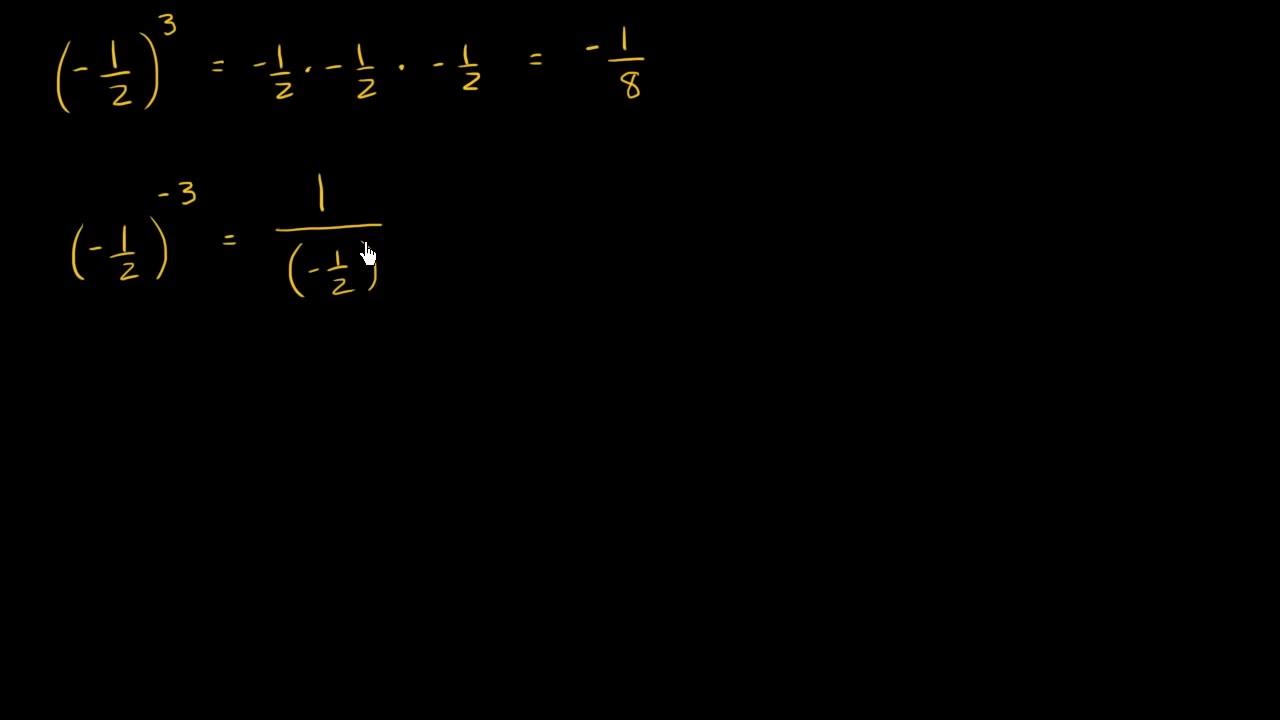 (-1/2)^3 = -1/2 · -1/2 · -1/2 = -1/8
(-1/2)^-3 = 1/(-1/2)